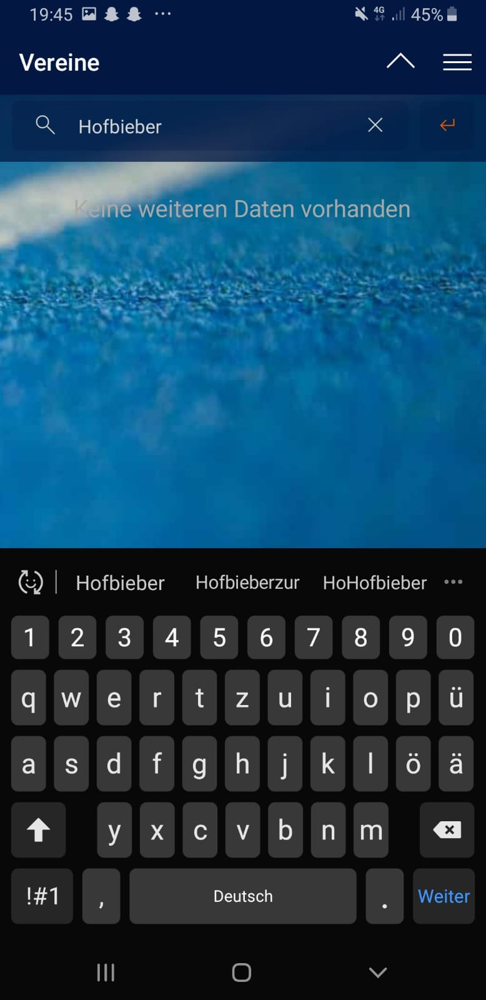 19:45 4G 45%
Vereine
Hofbieber
Keine weiteren Daten vorhanden
Hofbieber Hofbieberzur HoHofbieber
1 2 3 4 5 6 7 8 9 0
q w e r t z u i o p ü
a s d f g h j k l ö ä
y x c v b n m
!#1 , Deutsch . Weiter